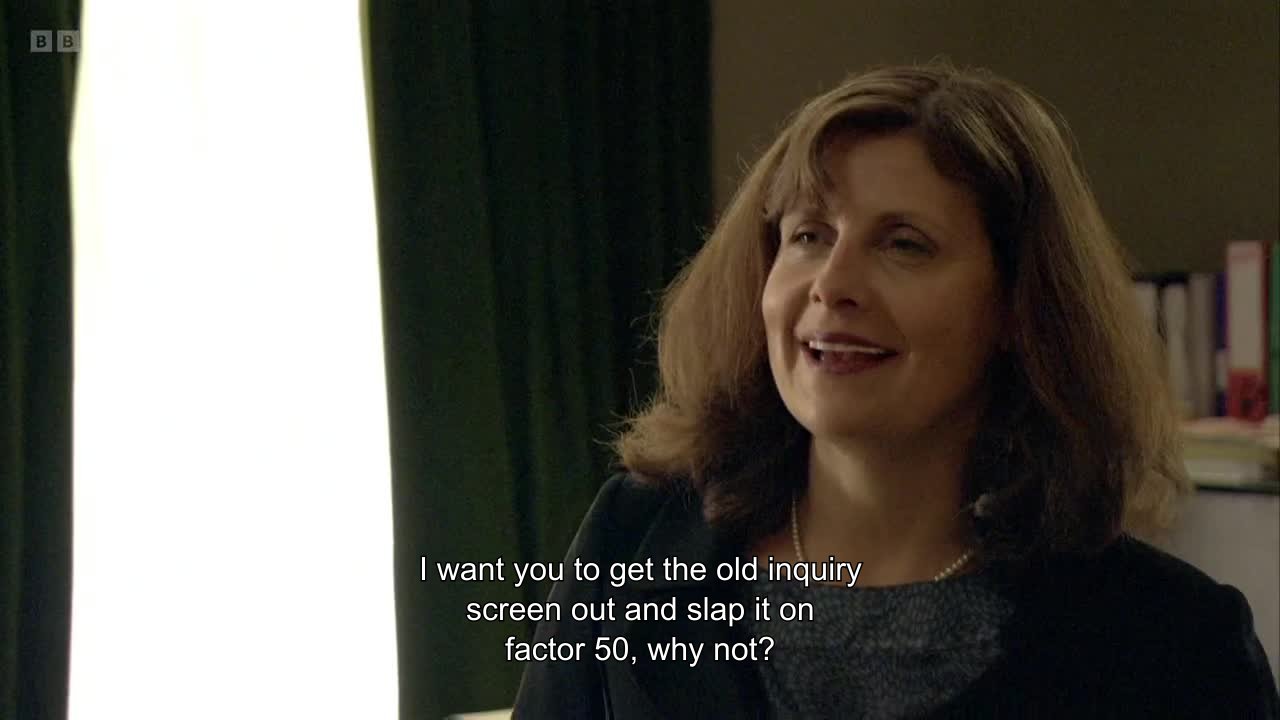 BB
I want you to get the old inquiry
screen out and slap it on
factor 50, why not?